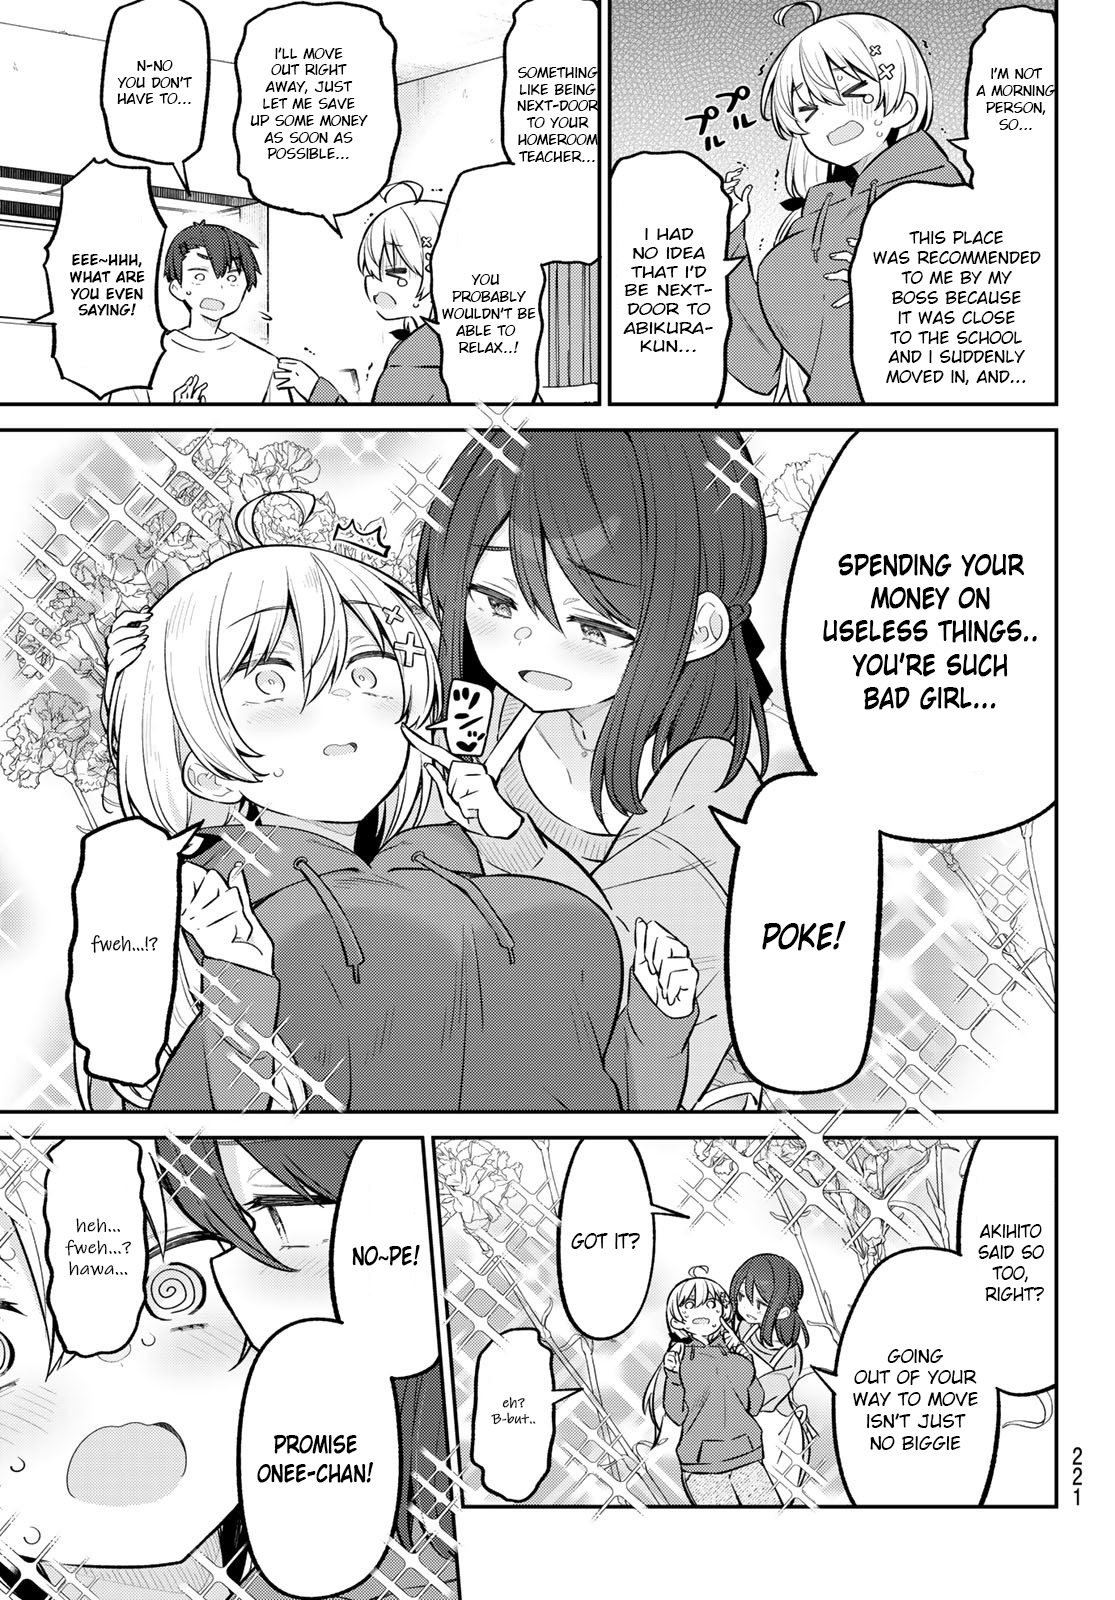 I'M NOT
A MORNING
PERSON,
SO...
THIS PLACE
WAS RECOMMENDED
TO ME BY MY
BOSS BECAUSE
IT WAS CLOSE
TO THE SCHOOL
AND I SUDDENLY
MOVED IN, AND...
プルプル
I HAD
NO IDEA
THAT I'D
BE NEXT-
DOOR TO
ABIKURA-
KUN...
SOMETHING
LIKE BEING
NEXT-DOOR
TO YOUR
HOMEROOM
TEACHER...
YOU
PROBABLY
WOULDN'T BE
ABLE TO
RELAX..!
I'LL MOVE
OUT RIGHT
AWAY, JUST
LET ME SAVE
UP SOME MONEY
AS SOON AS
POSSIBLE...
N-NO
YOU DON'T
HAVE TO...
EEE~HHH,
WHAT ARE
YOU EVEN
SAYING!
SPENDING YOUR
MONEY ON
USELESS THINGS..
YOU'RE SUCH
BAD GIRL...
POKE!
ツン
fweh...!?
AKIHITO
SAID SO
TOO,
RIGHT?
GOING
OUT OF YOUR
WAY TO MOVE
ISN'T JUST
NO BIGGIE
GOT IT?
eh?
B-but..
NO~PE!
PROMISE
ONEE-CHAN!
heh...
fweh...?
hawa...
221